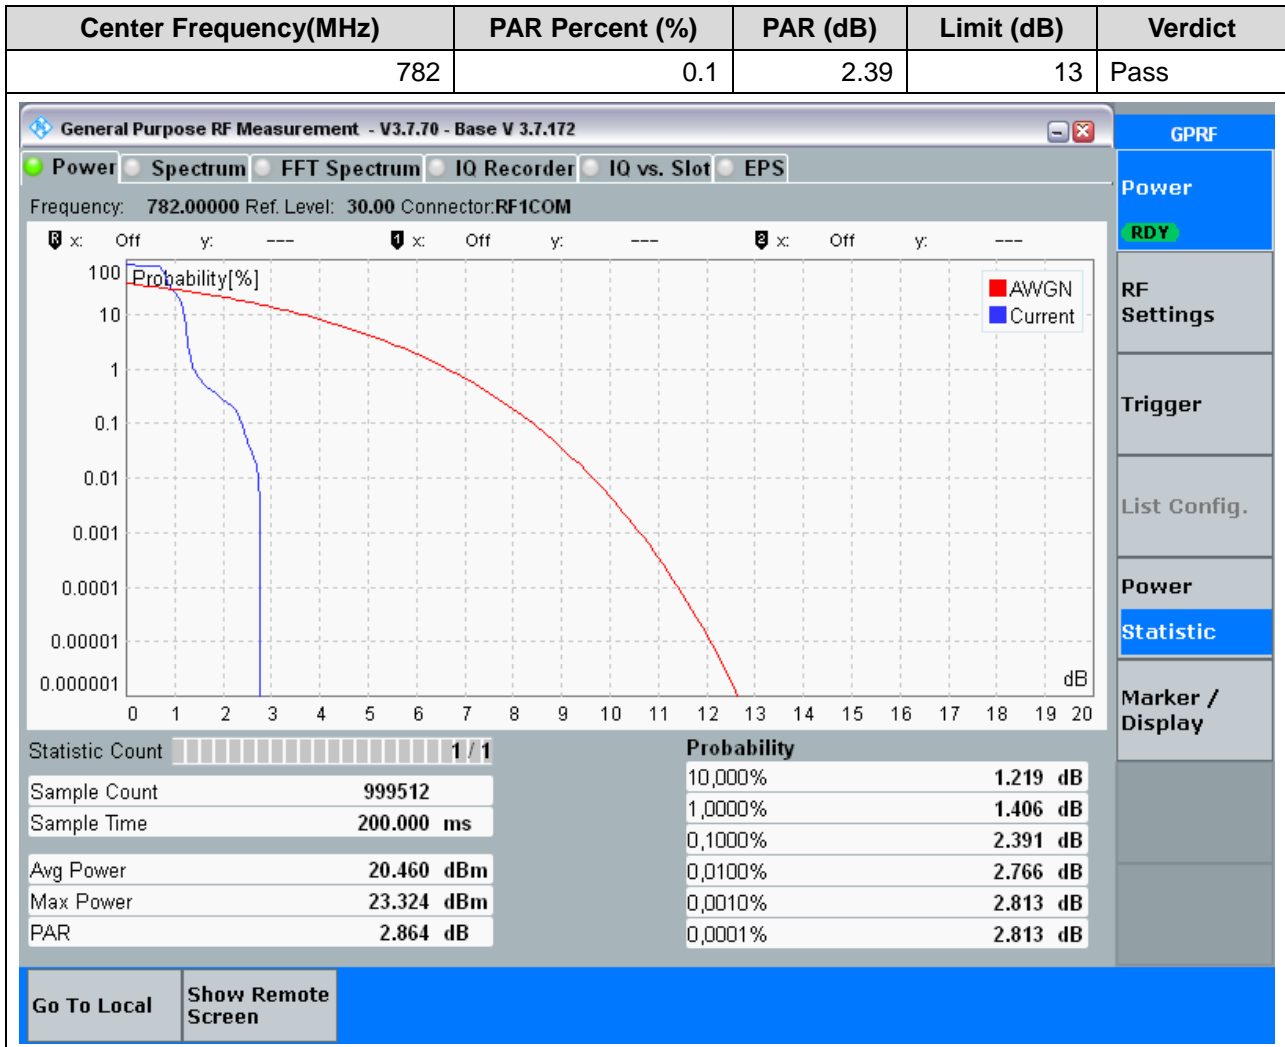 Center Frequency(MHz) PAR Percent (%) PAR (dB) Limit (dB) Verdict
782 0.1 2.39 13 Pass
General Purpose RF Measurement - V3.7.70 - Base V 3.7.172
GPRF
Power Spectrum FFT Spectrum IQ Recorder IQ vs. Slot EPS
Frequency: 782.00000 Ref. Level: 30.00 Connector:RF1COM
Power
RDY
R x: Off y: --- 1 x: Off y: --- 2 x: Off y: ---
100 Probability[%]
AWGN
Current
10
1
0.1
0.01
0.001
0.0001
0.00001
0.000001
dB
0 1 2 3 4 5 6 7 8 9 10 11 12 13 14 15 16 17 18 19 20
RF
Settings
Trigger
List Config.
Power
Statistic
Marker /
Display
Statistic Count 1 / 1
Sample Count 999512
Sample Time 200.000 ms
Avg Power 20.460 dBm
Max Power 23.324 dBm
PAR 2.864 dB
Probability
10,000% 1.219 dB
1,0000% 1.406 dB
0,1000% 2.391 dB
0,0100% 2.766 dB
0,0010% 2.813 dB
0,0001% 2.813 dB
Go To Local
Show Remote
Screen